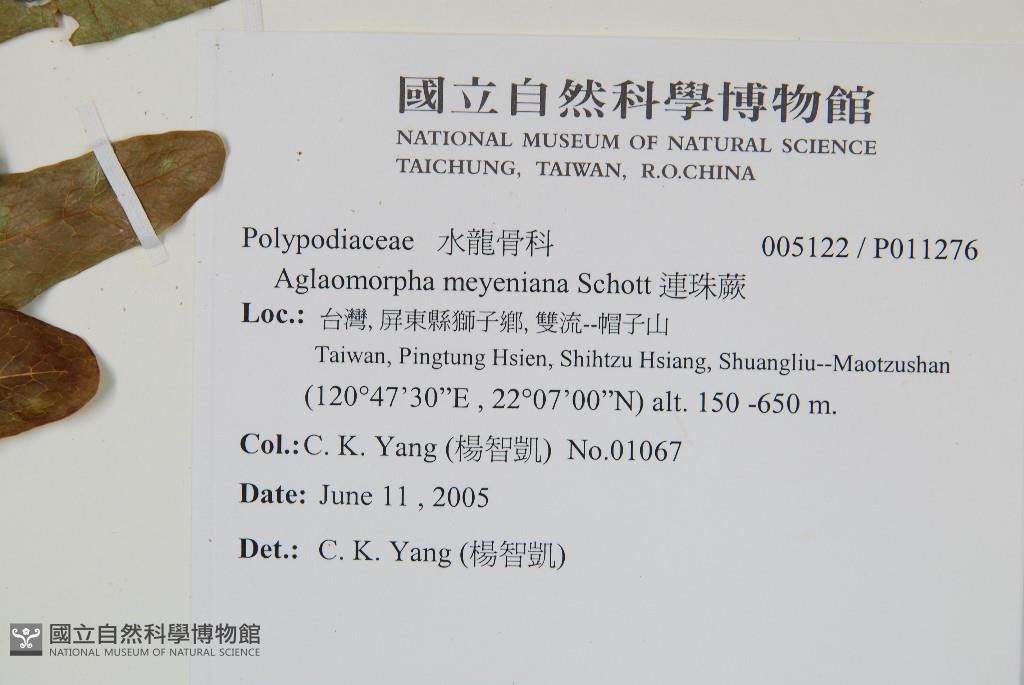 國立自然科學博物館
NATIONAL MUSEUM OF NATURAL SCIENCE
TAICHUNG, TAIWAN, R.O.CHINA
Polypodiaceae 水龍骨科 005122 / P011276
Aglaomorpha meyeniana Schott 連珠蕨
Loc.: 台灣, 屏東縣獅子鄉, 雙流--帽子山
Taiwan, Pingtung Hsien, Shihtzu Hsiang, Shuangliu--Maotzushan
(120°47’30”E , 22°07’00”N) alt. 150 -650 m.
Col.: C. K. Yang (楊智凱) No.01067
Date: June 11 , 2005
Det.: C. K. Yang (楊智凱)
國立自然科學博物館
NATIONAL MUSEUM OF NATURAL SCIENCE